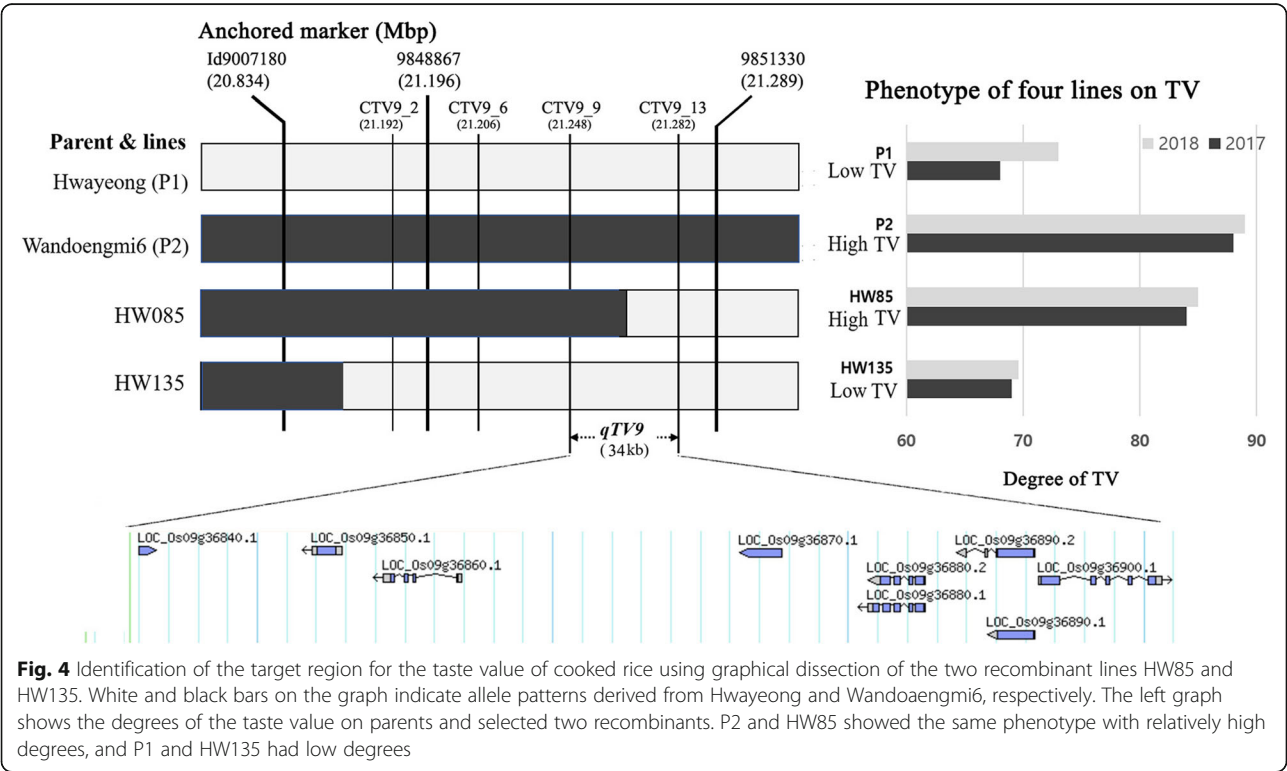 Anchored marker (Mbp)
Id9007180
(20.834)
9848867
(21.196)
9851330
(21.289)
CTV9_2
(21.192)
CTV9_6
(21.206)
CTV9_9
(21.248)
CTV9_13
(21.282)
Parent & lines
Hwayeong (P1)
Wandoengmi6 (P2)
HW085
HW135
qTV9
(34kb)
Phenotype of four lines on TV
2018 2017
P1
Low TV
P2
High TV
HW85
High TV
HW135
Low TV
60 70 80 90
Degree of TV
LOC_Os09g36840.1
LOC_Os09g36850.1
LOC_Os09g36860.1
LOC_Os09g36870.1
LOC_Os09g36890.2
LOC_Os09g36880.2
LOC_Os09g36900.1
LOC_Os09g36880.1
LOC_Os09g36890.1
Fig. 4 Identification of the target region for the taste value of cooked rice using graphical dissection of the two recombinant lines HW85 and
HW135. White and black bars on the graph indicate allele patterns derived from Hwayeong and Wandoaengmi6, respectively. The left graph
shows the degrees of the taste value on parents and selected two recombinants. P2 and HW85 showed the same phenotype with relatively high
degrees, and P1 and HW135 had low degrees